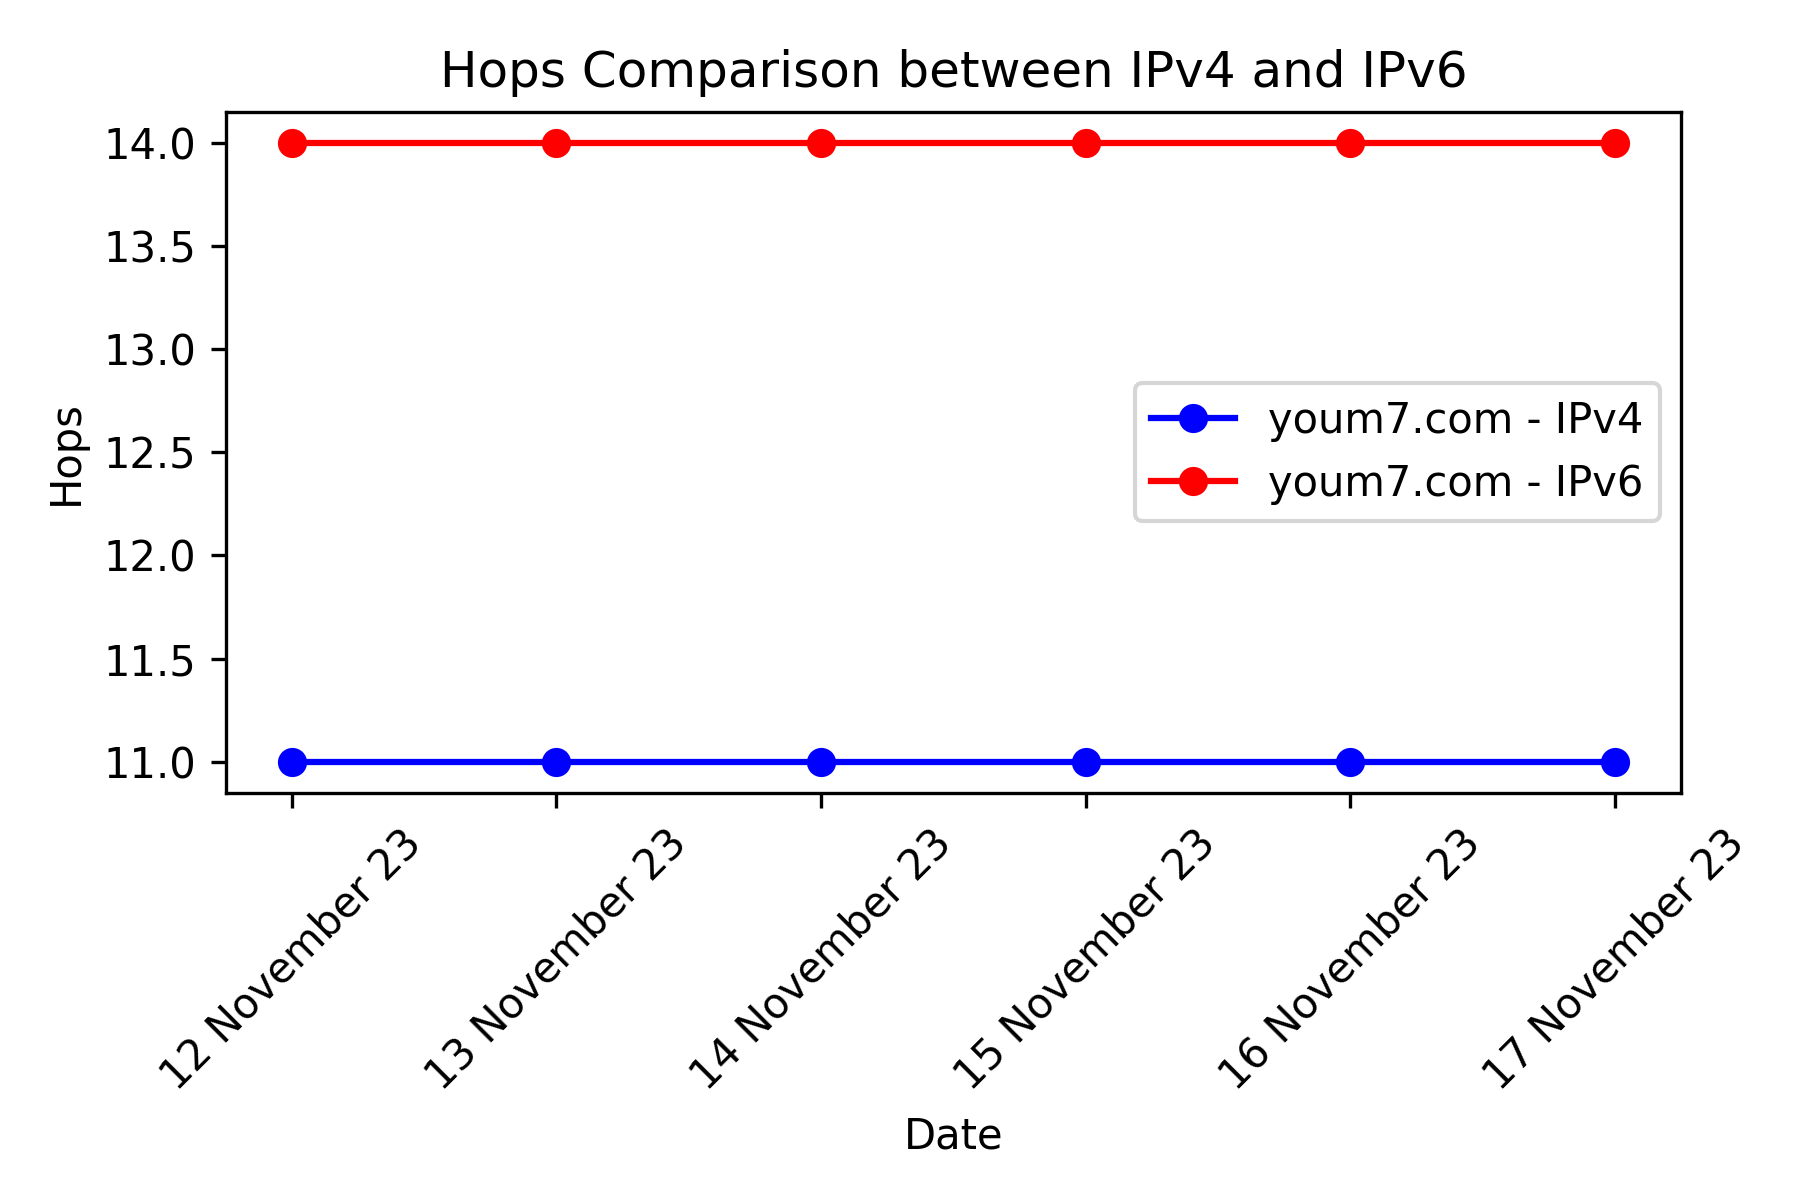 Hops Comparison between IPv4 and IPv6
14.0
13.5
13.0
12.5
12.0
11.5
11.0
Hops
youm7.com - IPv4
youm7.com - IPv6
12 November 23
13 November 23
14 November 23
15 November 23
16 November 23
17 November 23
Date